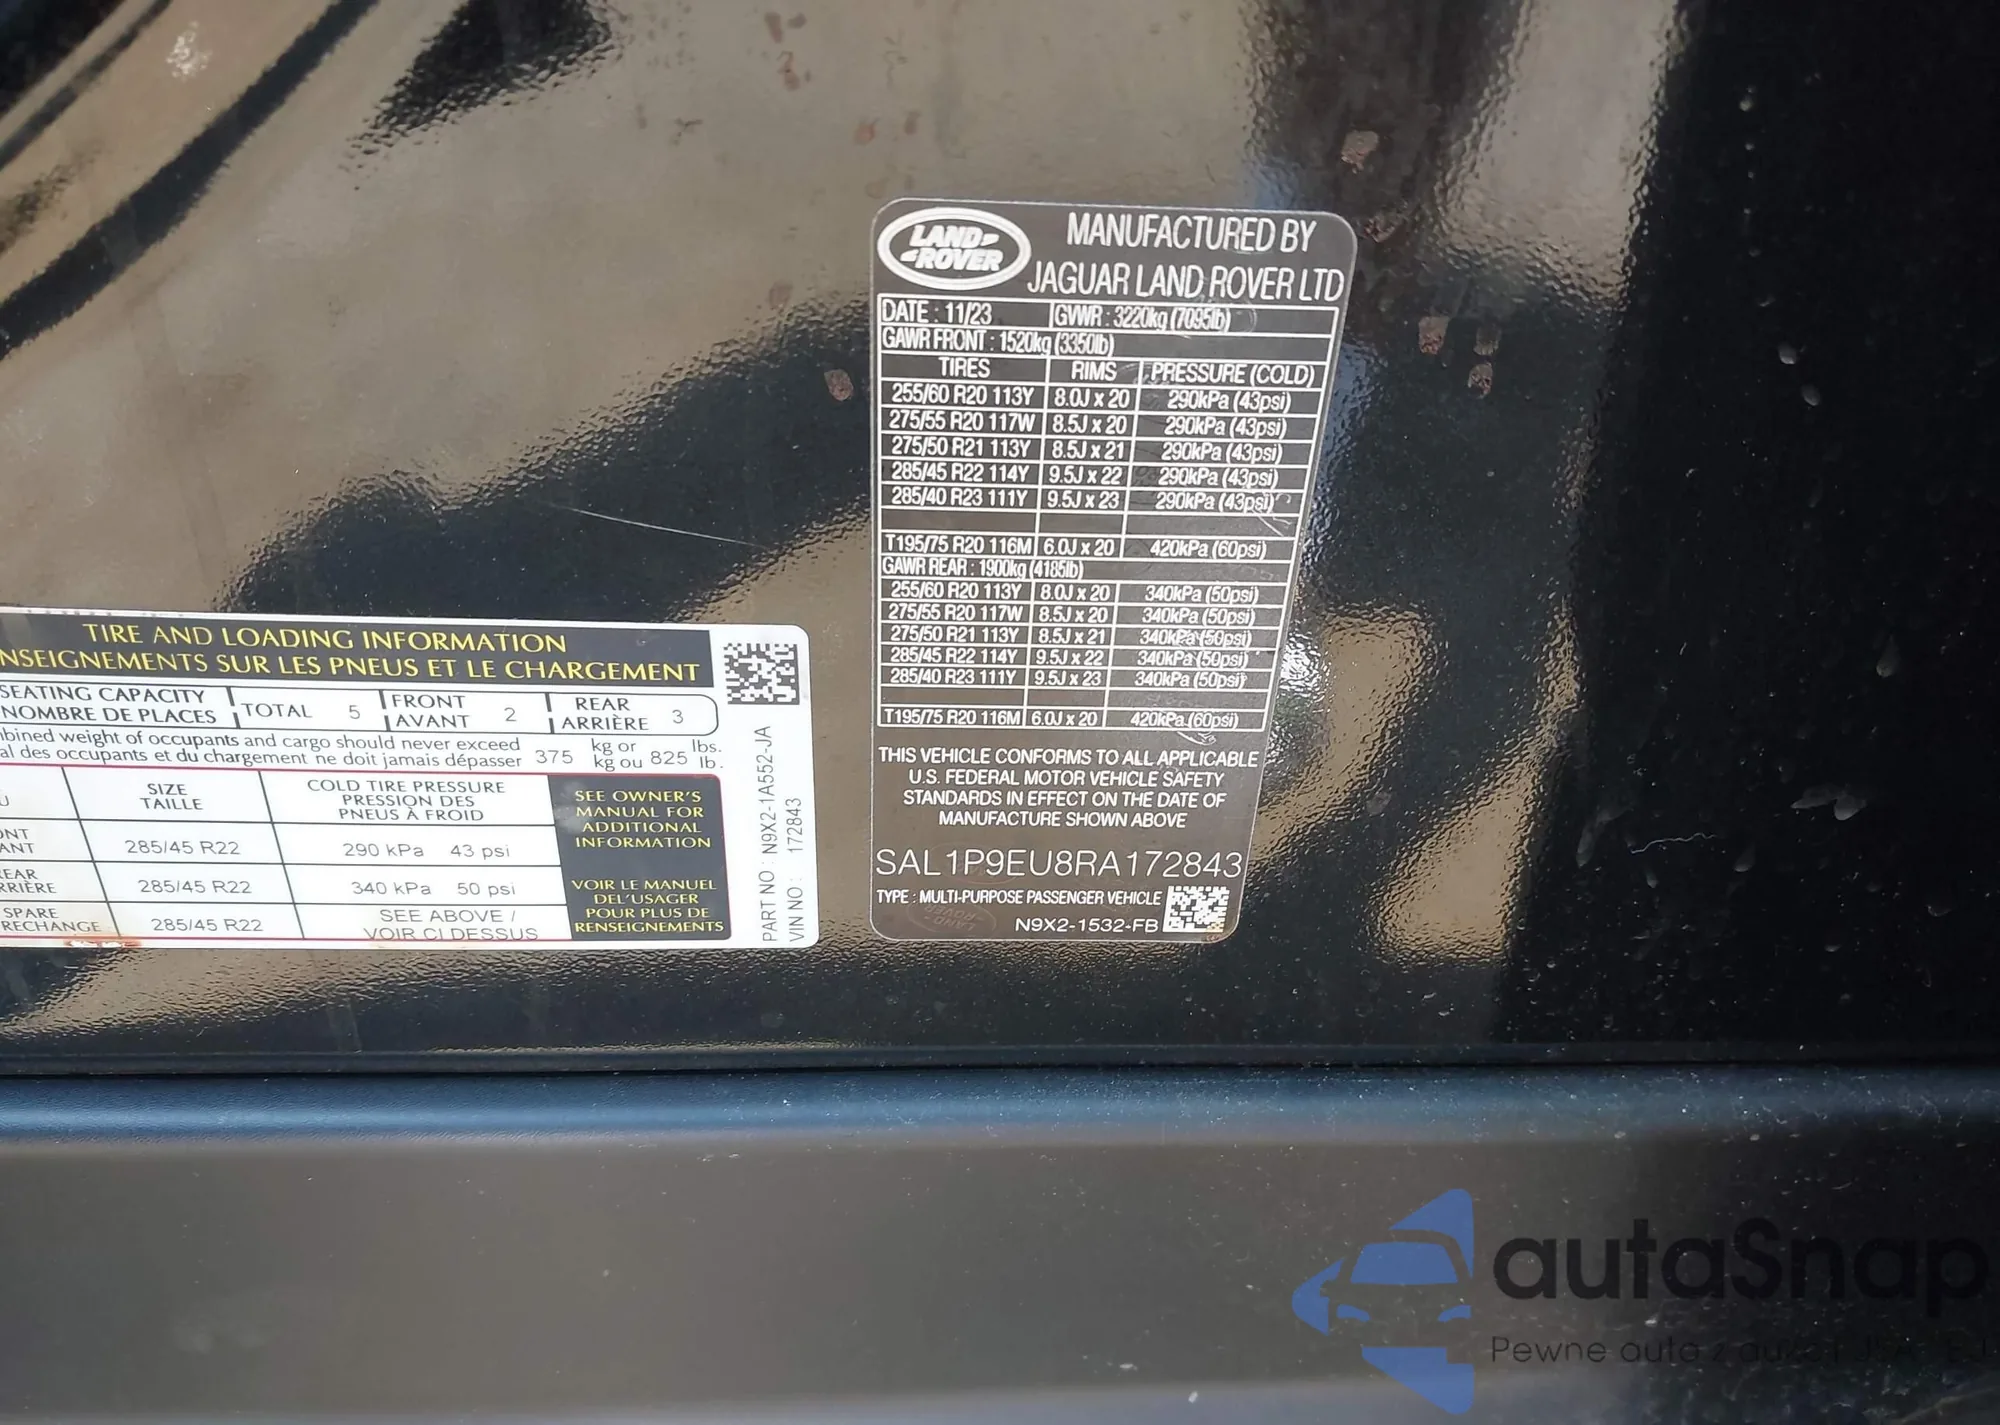 LAND
ROVER
MANUFACTURED BY
JAGUAR LAND ROVER LTD
DATE : 11/23 GVWR : 3220kg (7095lb)
GAWR FRONT : 1520kg (3350lb)
TIRES RIMS PRESSURE (COLD)
255/60 R20 113Y 8.0J x 20 290kPa (43psi)
275/55 R20 117W 8.5J x 20 290kPa (43psi)
275/50 R21 113Y 8.5J x 21 290kPa (43psi)
285/45 R22 114Y 9.5J x 22 290kPa (43psi)
285/40 R23 111Y 9.5J x 23 290kPa (43psi)
T195/75 R20 116M 6.0J x 20 420kPa (60psi)
GAWR REAR : 1900kg (4185lb)
255/60 R20 113Y 8.0J x 20 340kPa (50psi)
275/55 R20 117W 8.5J x 20 340kPa (50psi)
275/50 R21 113Y 8.5J x 21 340kPa (50psi)
285/45 R22 114Y 9.5J x 22 340kPa (50psi)
285/40 R23 111Y 9.5J x 23 340kPa (50psi)
T195/75 R20 116M 6.0J x 20 420kPa (60psi)
THIS VEHICLE CONFORMS TO ALL APPLICABLE
U.S. FEDERAL MOTOR VEHICLE SAFETY
STANDARDS IN EFFECT ON THE DATE OF
MANUFACTURE SHOWN ABOVE
SAL1P9EU8RA172843
TYPE : MULTI-PURPOSE PASSENGER VEHICLE
N9X2-1532-FB
TIRE AND LOADING INFORMATION
NSEIGNEMENTS SUR LES PNEUS ET LE CHARGEMENT
SEATING CAPACITY
NOMBRE DE PLACES
TOTAL 5
FRONT
AVANT 2
REAR
ARRIÈRE 3
bined weight of occupants and cargo should never exceed
al des occupants et du chargement ne doit jamais dépasser
375 kg or
kg ou 825 lbs.
lb.
U
SIZE
TAILLE
COLD TIRE PRESSURE
PRESSION DES
PNEUS À FROID
ONT
ANT
285/45 R22 290 kPa 43 psi
EAR
RRIÈRE
285/45 R22 340 kPa 50 psi
SPARE
RECHANGE
285/45 R22 SEE ABOVE /
VOIR CI DESSUS
SEE OWNER'S
MANUAL FOR
ADDITIONAL
INFORMATION
VOIR LE MANUEL
DEL'USAGER
POUR PLUS DE
RENSEIGNEMENTS
PART NO : N9X2-1A552-JA
VIN NO : 172843
autaSnap
Pewne auta z